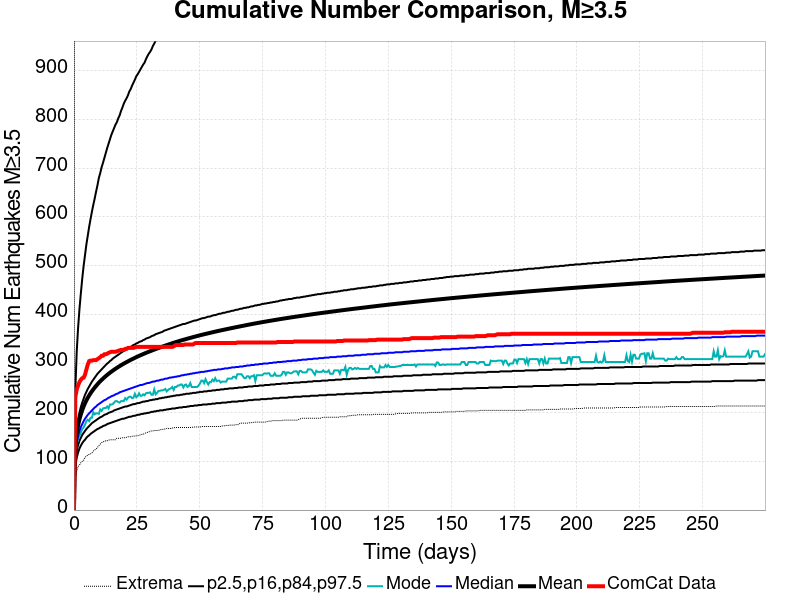 Cumulative Number Comparison, M≥3.5
Cumulative Num Earthquakes M≥3.5
900
800
700
600
500
400
300
200
100
0
0 25 50 75 100 125 150 175 200 225 250
Time (days)
Extrema p2.5,p16,p84,p97.5 Mode Median Mean ComCat Data